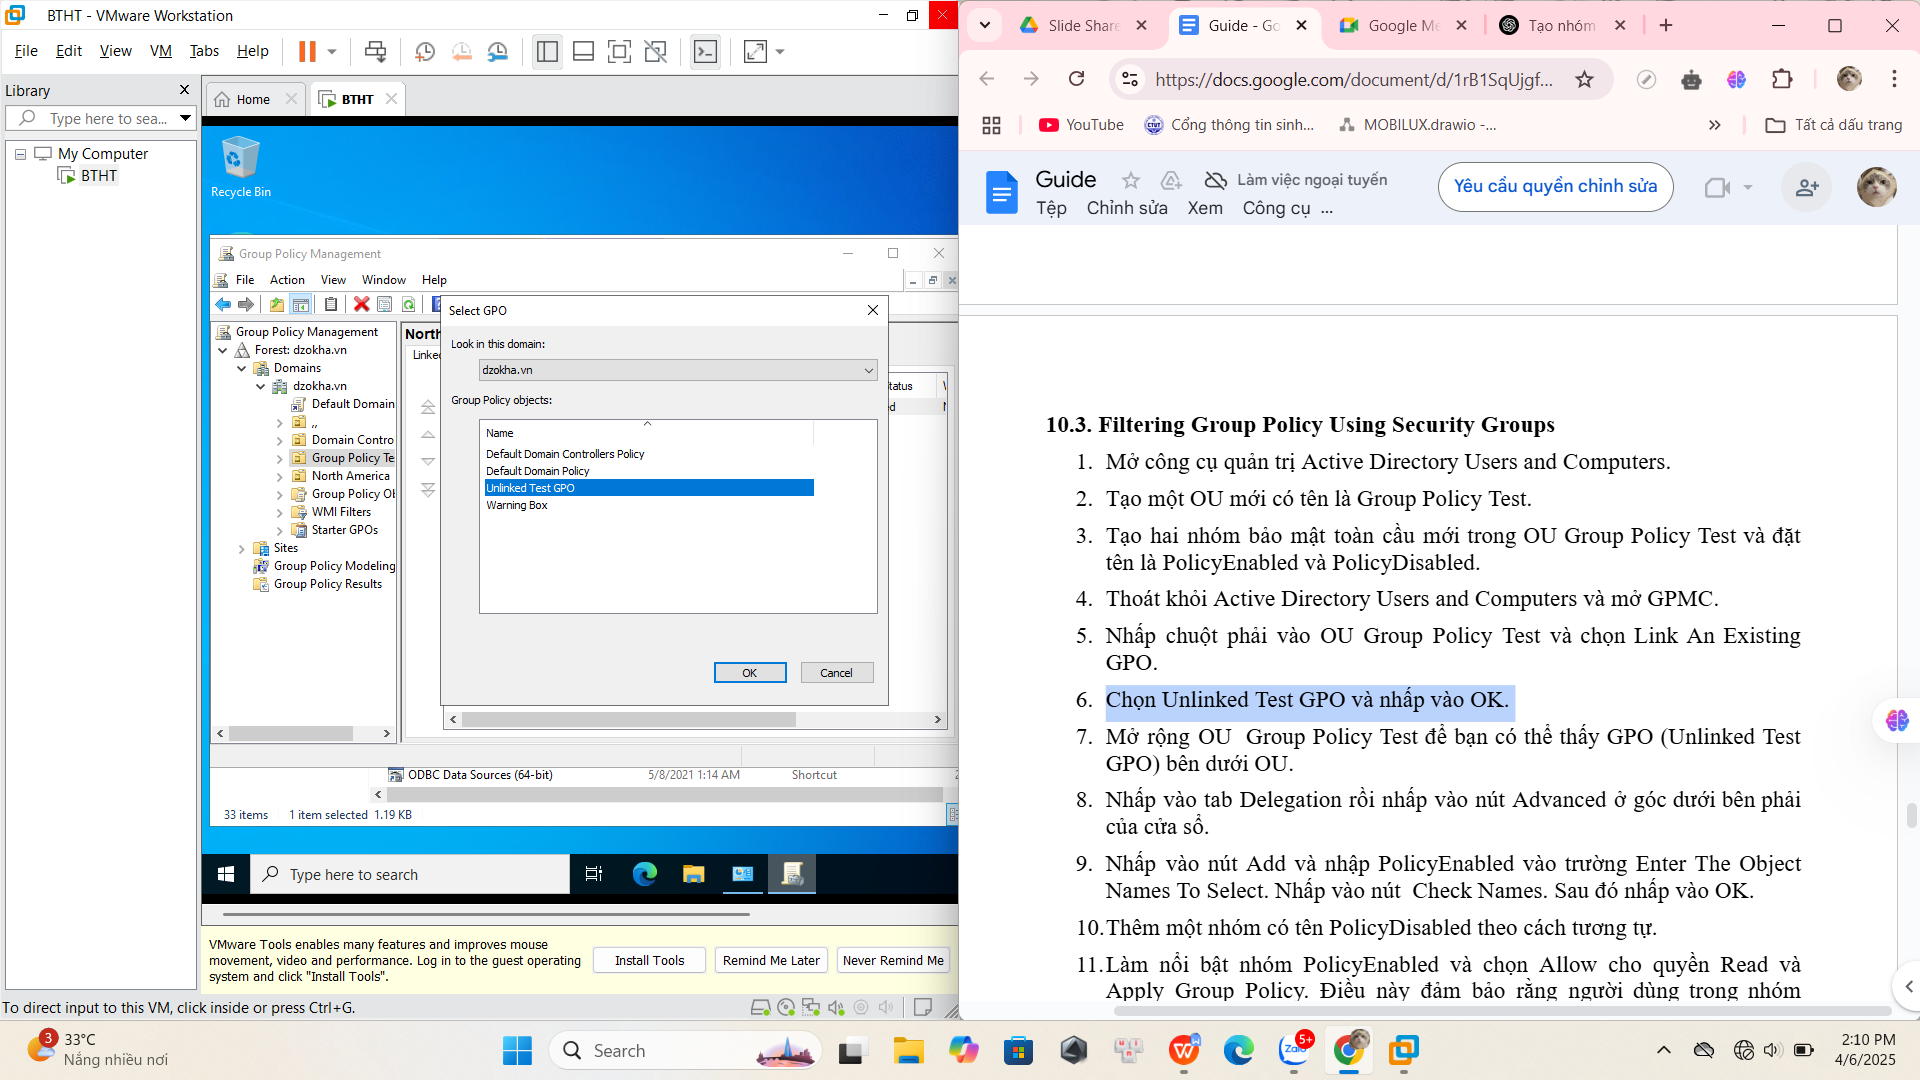 BTHT - VMware Workstation
File Edit View VM Tabs Help
Library
Type here to sea...
My Computer
BTHT
Home
BTHT
Recycle Bin
Group Policy Management
File Action View Window Help
Group Policy Management
Forest: dzokha.vn
Domains
dzokha.vn
Default Domain
,,
Domain Contro
Group Policy Te
North America
Group Policy Ob
WMI Filters
Starter GPOs
Sites
Group Policy Modeling
Group Policy Results
North
Linked
Select GPO
Look in this domain:
dzokha.vn
Group Policy objects:
Name
Default Domain Controllers Policy
Default Domain Policy
Unlinked Test GPO
Warning Box
OK
Cancel
ODBC Data Sources (64-bit) 5/8/2021 1:14 AM Shortcut
33 items 1 item selected 1.19 KB
Type here to search
VMware Tools enables many features and improves mouse
movement, video and performance. Log in to the guest operating
system and click "Install Tools".
Install Tools
Remind Me Later
Never Remind Me
To direct input to this VM, click inside or press Ctrl+G.
Slide Share
Guide - Go
Google Me
Tạo nhóm
https://docs.google.com/document/d/1rB1SqUjgf...
YouTube
Cổng thông tin sinh...
MOBILUX.drawio -...
Tất cả dấu trang
Guide
Làm việc ngoại tuyến
Tệp Chỉnh sửa Xem Công cụ ...
Yêu cầu quyền chỉnh sửa
10.3. Filtering Group Policy Using Security Groups
1. Mở công cụ quản trị Active Directory Users and Computers.
2. Tạo một OU mới có tên là Group Policy Test.
3. Tạo hai nhóm bảo mật toàn cầu mới trong OU Group Policy Test và đặt
tên là PolicyEnabled và PolicyDisabled.
4. Thoát khỏi Active Directory Users and Computers và mở GPMC.
5. Nhấp chuột phải vào OU Group Policy Test và chọn Link An Existing
GPO.
6. Chọn Unlinked Test GPO và nhấp vào OK.
7. Mở rộng OU Group Policy Test để bạn có thể thấy GPO (Unlinked Test
GPO) bên dưới OU.
8. Nhấp vào tab Delegation rồi nhấp vào nút Advanced ở góc dưới bên phải
của cửa sổ.
9. Nhấp vào nút Add và nhập PolicyEnabled vào trường Enter The Object
Names To Select. Nhấp vào nút Check Names. Sau đó nhấp vào OK.
10. Thêm một nhóm có tên PolicyDisabled theo cách tương tự.
11. Làm nổi bật nhóm PolicyEnabled và chọn Allow cho quyền Read và
Apply Group Policy. Điều này đảm bảo rằng người dùng trong nhóm
3
33°C
Nắng nhiều nơi
Search
Zalo
5+
2:10 PM
4/6/2025